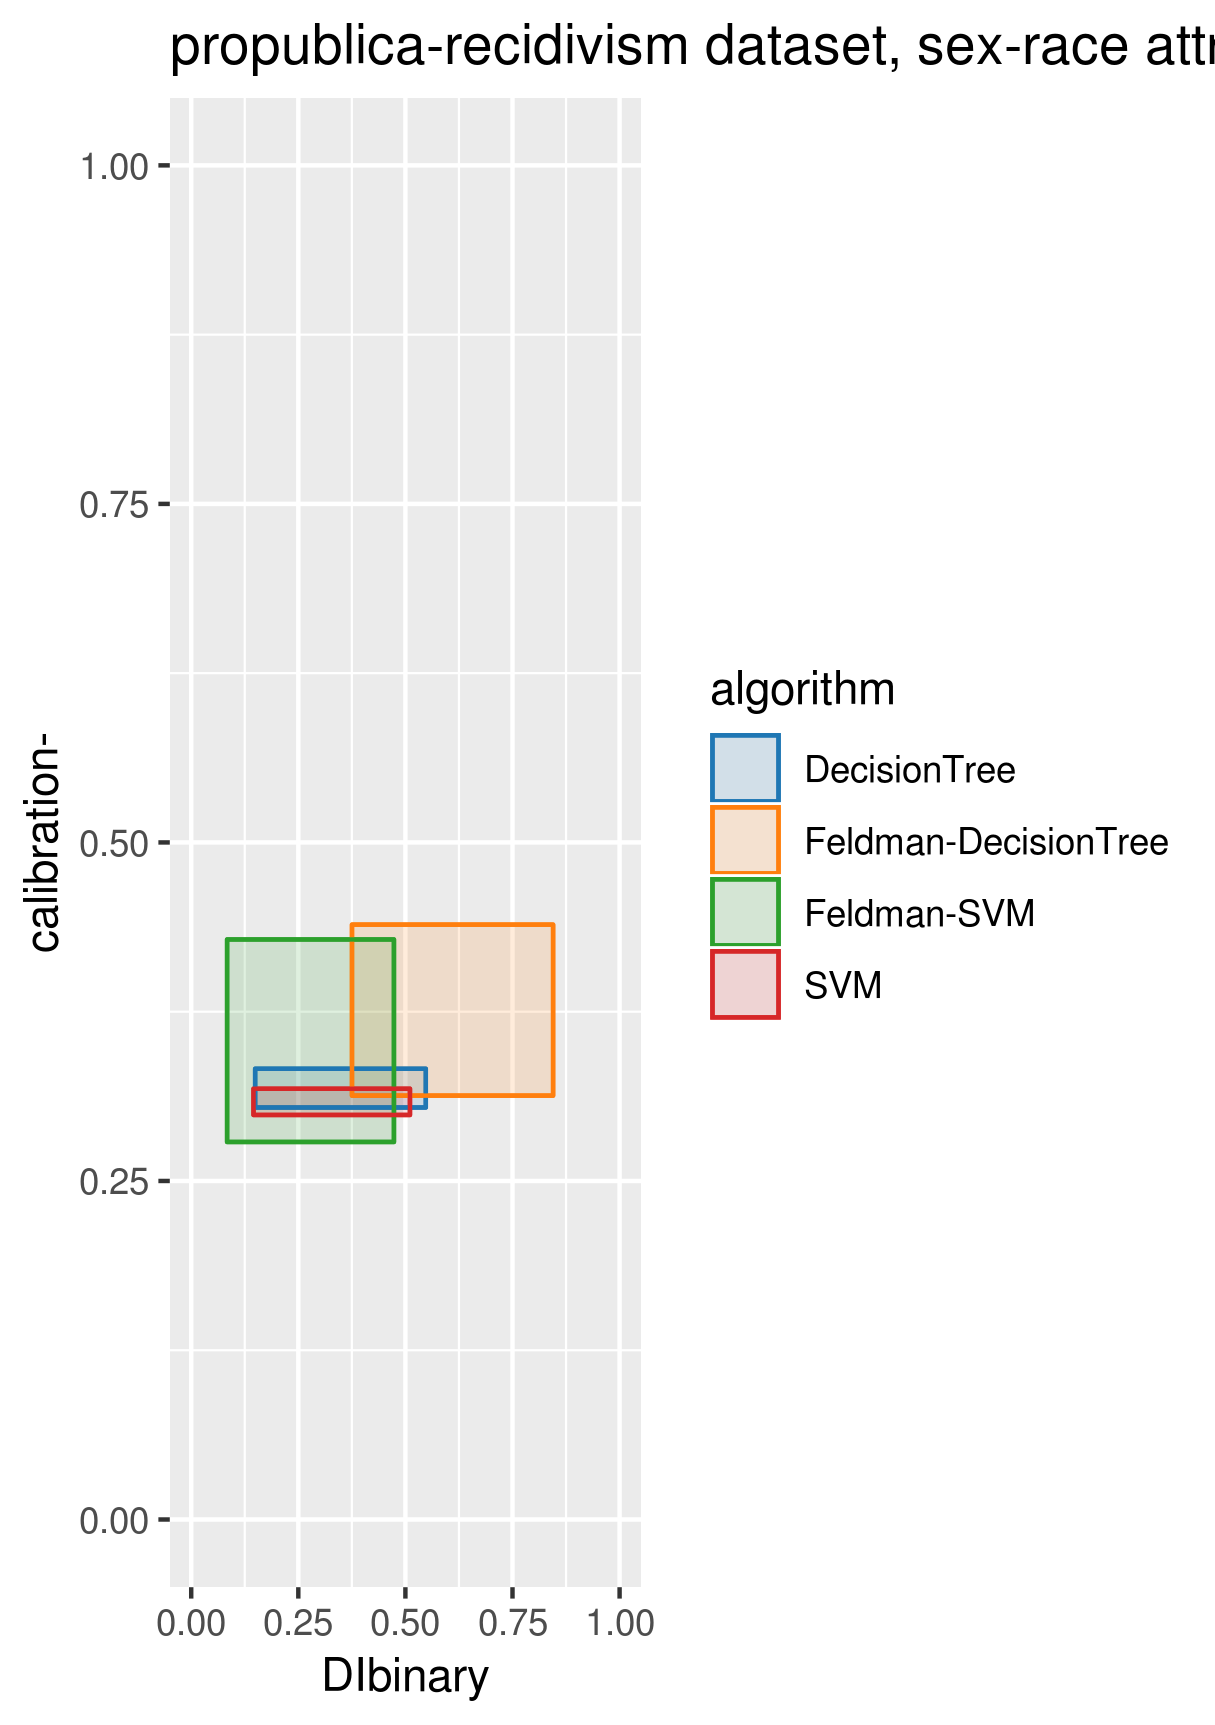 propublica-recidivism dataset, sex-race
calibration-
1.00
0.75
0.50
0.25
0.00
0.00 0.25 0.50 0.75 1.00
DIbinary
algorithm
DecisionTree
Feldman-DecisionTree
Feldman-SVM
SVM